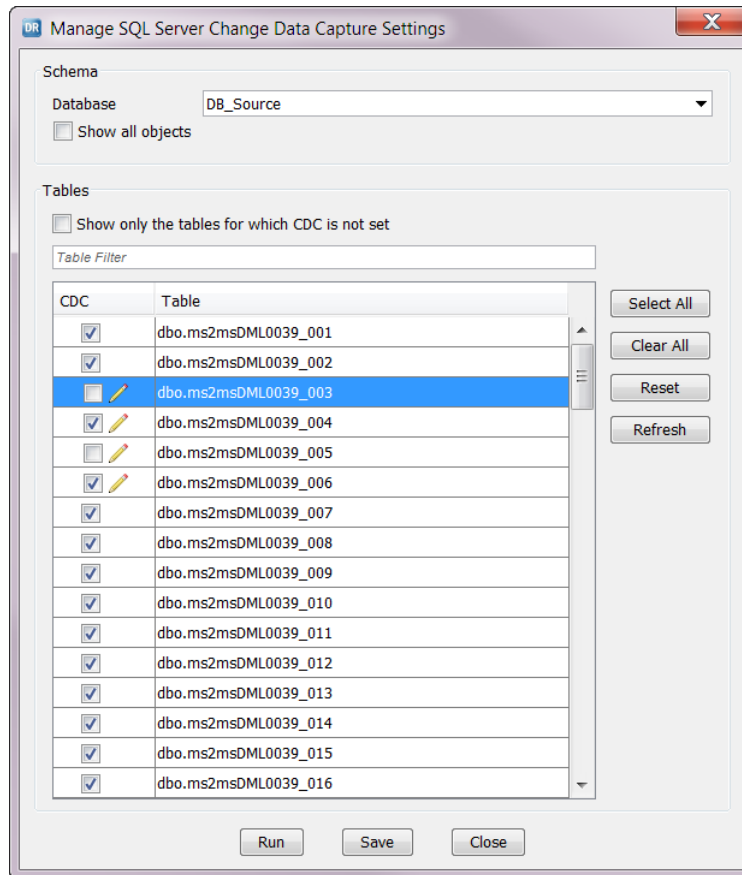 DR Manage SQL Server Change Data Capture Settings X
Schema
Database DB_Source
Show all objects
Tables
Show only the tables for which CDC is not set
Table Filter
CDC Table
dbo.ms2msDML0039_001
dbo.ms2msDML0039_002
dbo.ms2msDML0039_003
dbo.ms2msDML0039_004
dbo.ms2msDML0039_005
dbo.ms2msDML0039_006
dbo.ms2msDML0039_007
dbo.ms2msDML0039_008
dbo.ms2msDML0039_009
dbo.ms2msDML0039_010
dbo.ms2msDML0039_011
dbo.ms2msDML0039_012
dbo.ms2msDML0039_013
dbo.ms2msDML0039_014
dbo.ms2msDML0039_015
dbo.ms2msDML0039_016
Select All
Clear All
Reset
Refresh
Run Save Close